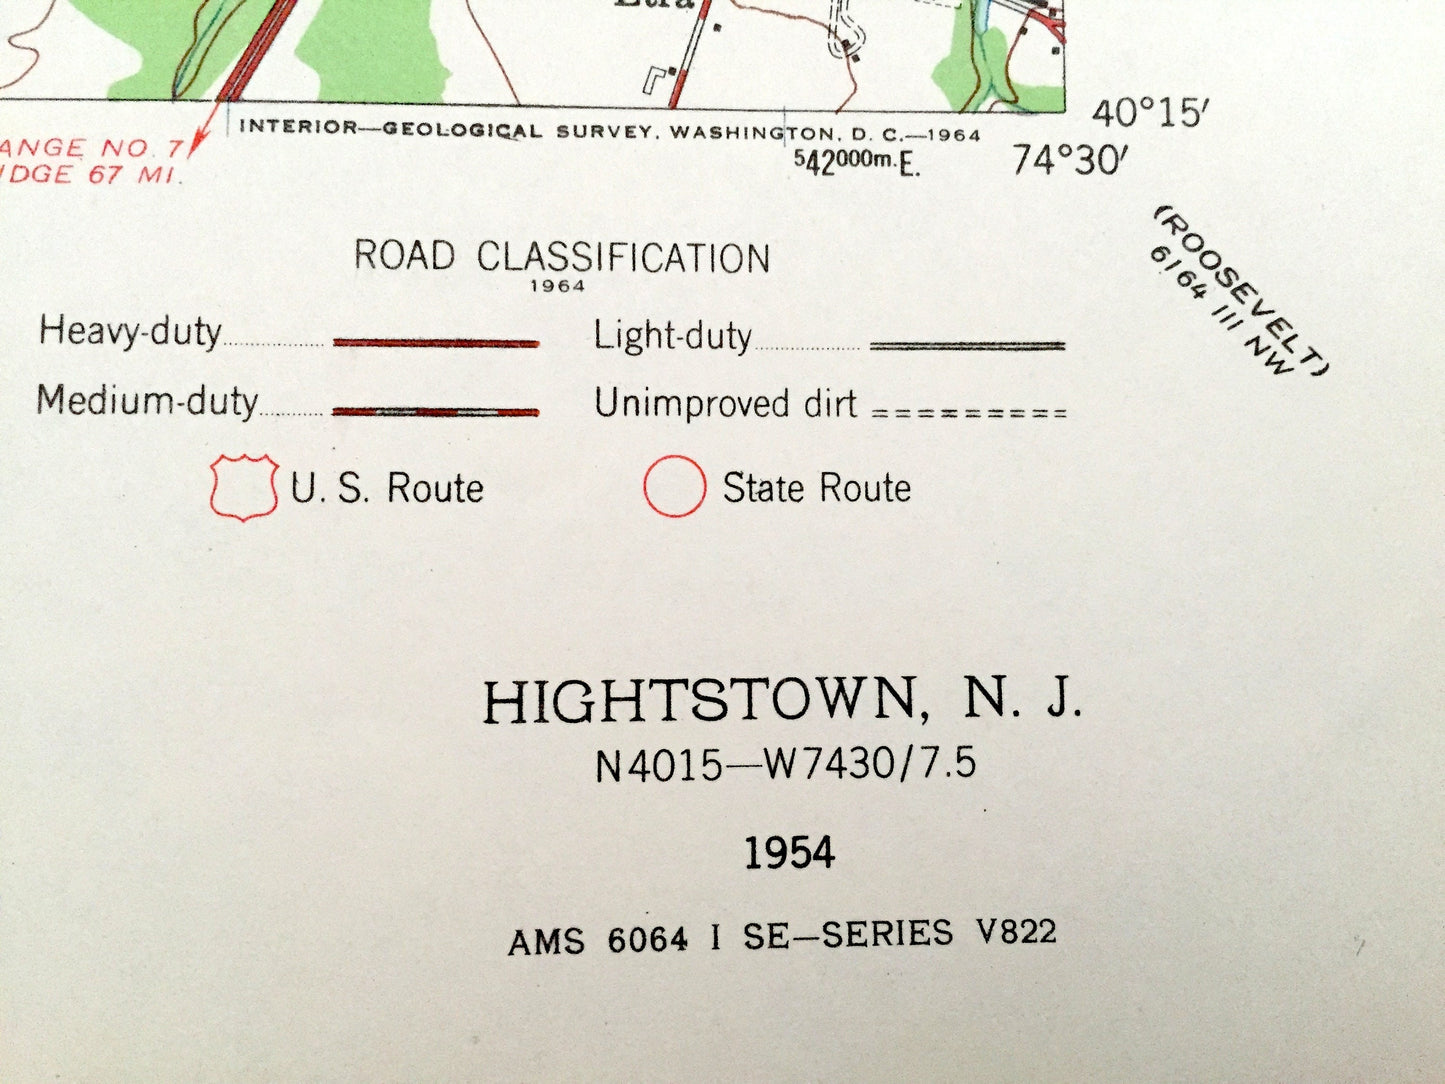 Etra
40°15′
INTERIOR—GEOLOGICAL SURVEY, WASHINGTON, D. C.—1964
ANGE NO. 7
IDGE 67 MI.
542000m.E.
74°30′
(ROOSEVELT)
6164 III NW
ROAD CLASSIFICATION
1964
Heavy-duty
Light-duty
Medium-duty
Unimproved dirt
U. S. Route
State Route
HIGHTSTOWN, N. J.
N4015—W7430/7.5
1954
AMS 6064 I SE—SERIES V822